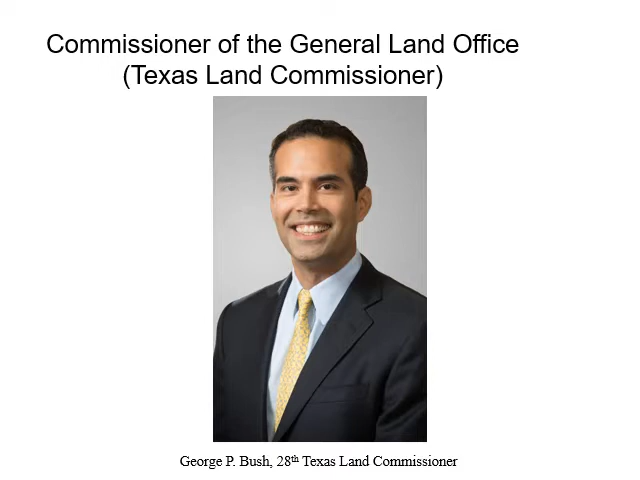 Commissioner of the General Land Office
(Texas Land Commissioner)
George P. Bush, 28th Texas Land Commissioner